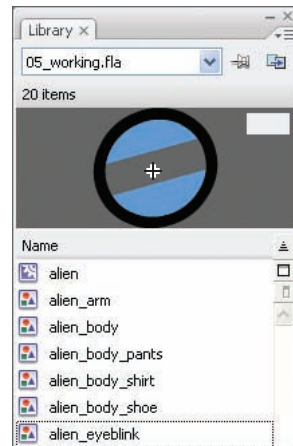 Library
05_working.fla
20 items
Name
alien
alien_arm
alien_body
alien_body_pants
alien_body_shirt
alien_body_shoe
alien_eyeblink